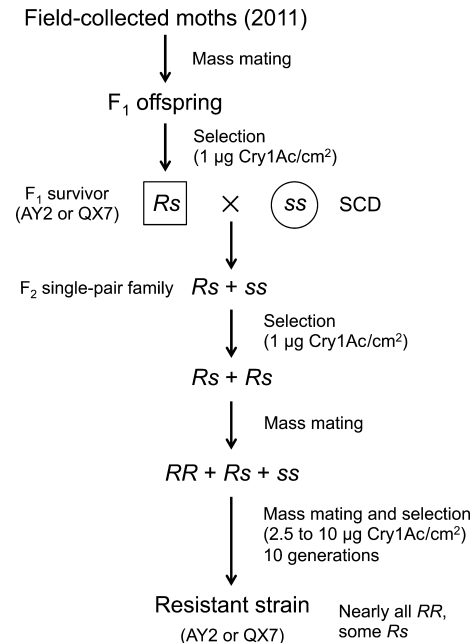 Field-collected moths (2011)
Mass mating
F₁ offspring
Selection
(1 µg Cry1Ac/cm²)
F₁ survivor
(AY2 or QX7)
Rs × ss SCD
F₂ single-pair family Rs + ss
Selection
(1 µg Cry1Ac/cm²)
Rs + Rs
Mass mating
RR + Rs + ss
Mass mating and selection
(2.5 to 10 µg Cry1Ac/cm²)
10 generations
Resistant strain
(AY2 or QX7)
Nearly all RR,
some Rs